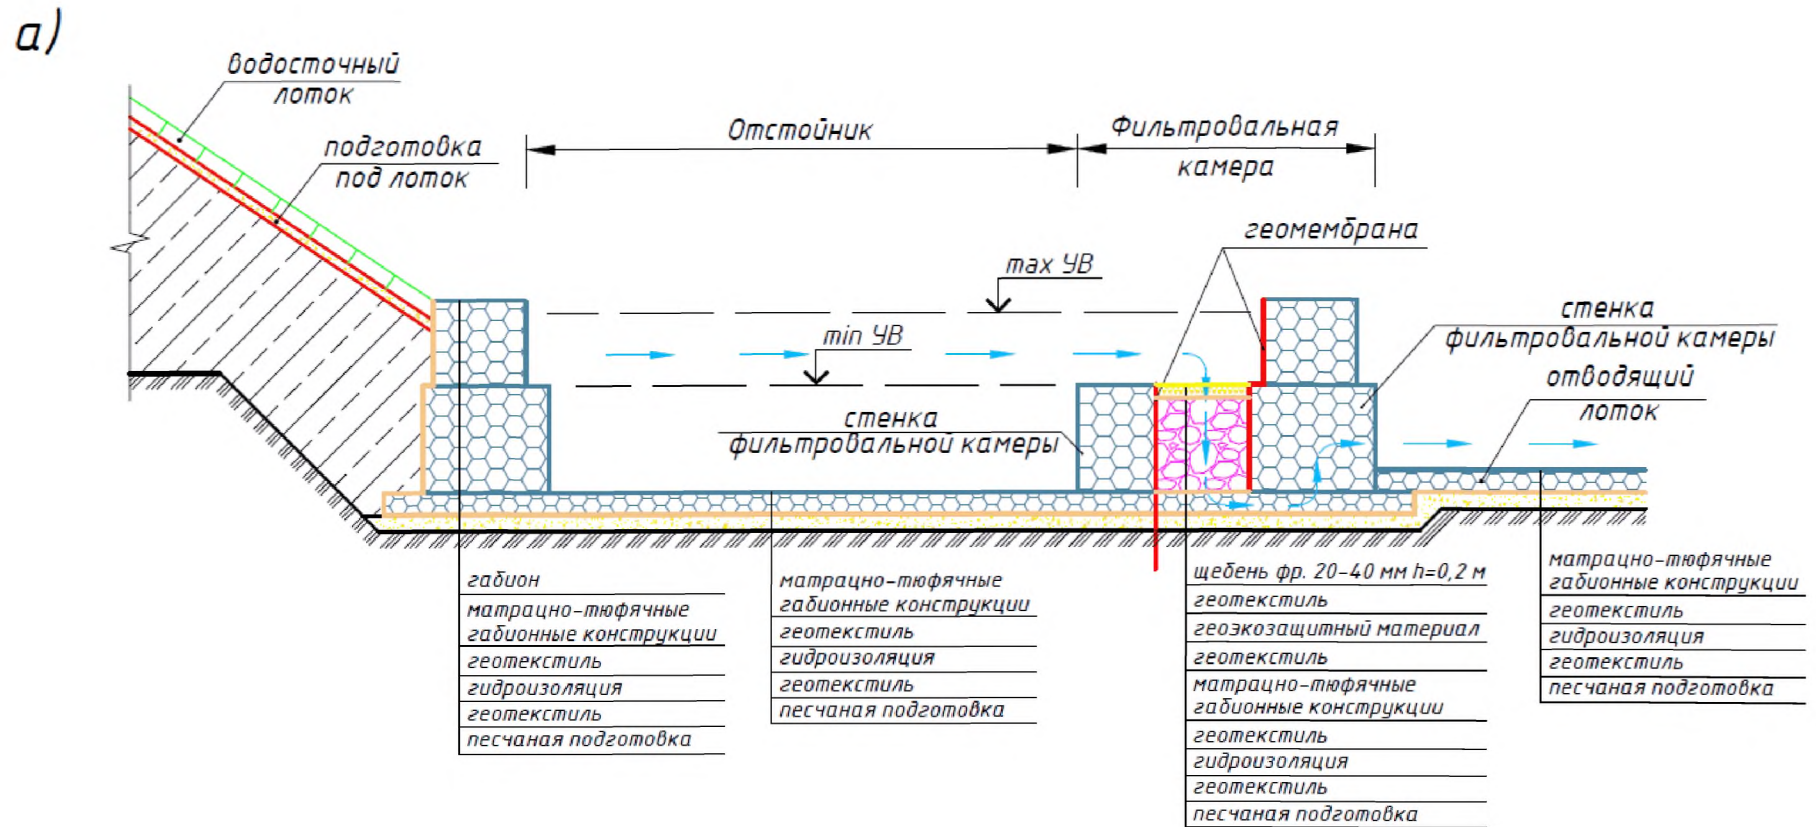 а)
водосточный
лоток
подготовка
под лоток
Отстойник
Фильтровальная
камера
геомембрана
max УВ
min УВ
стенка
фильтровальной камеры
отводящий
лоток
стенка
фильтровальной камеры
габион
матрацно-тюфячные
габионные конструкции
геотекстиль
гидроизоляция
геотекстиль
песчаная подготовка
матрацно-тюфячные
габионные конструкции
геотекстиль
гидроизоляция
геотекстиль
песчаная подготовка
щебень фр. 20-40 мм h=0,2 м
геотекстиль
геоэкозащитный материал
геотекстиль
матрацно-тюфячные
габионные конструкции
геотекстиль
гидроизоляция
геотекстиль
песчаная подготовка
матрацно-тюфячные
габионные конструкции
геотекстиль
гидроизоляция
геотекстиль
песчаная подготовка